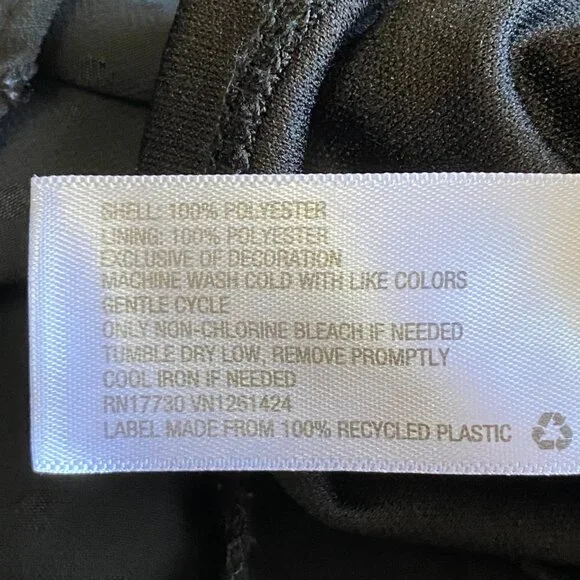 SHELL: 100% POLYESTER
LINING: 100% POLYESTER
EXCLUSIVE OF DECORATION
MACHINE WASH COLD WITH LIKE COLORS
GENTLE CYCLE
ONLY NON-CHLORINE BLEACH IF NEEDED
TUMBLE DRY LOW, REMOVE PROMPTLY
COOL IRON IF NEEDED
RN17730 VN1261424
LABEL MADE FROM 100% RECYCLED PLASTIC